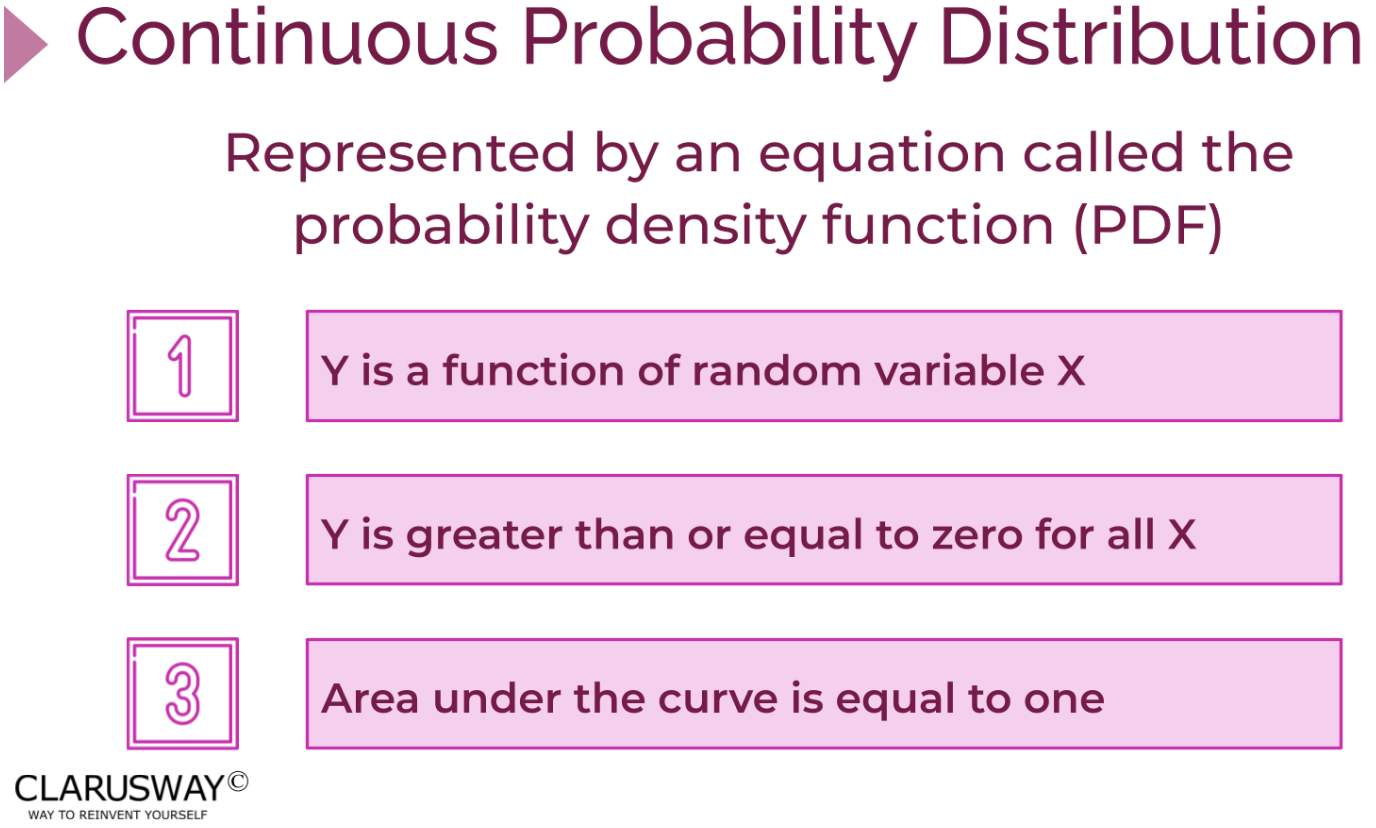 Continuous Probability Distribution
Represented by an equation called the
probability density function (PDF)
1
Y is a function of random variable X
2
Y is greater than or equal to zero for all X
3
Area under the curve is equal to one
CLARUSWAY©
WAY TO REINVENT YOURSELF